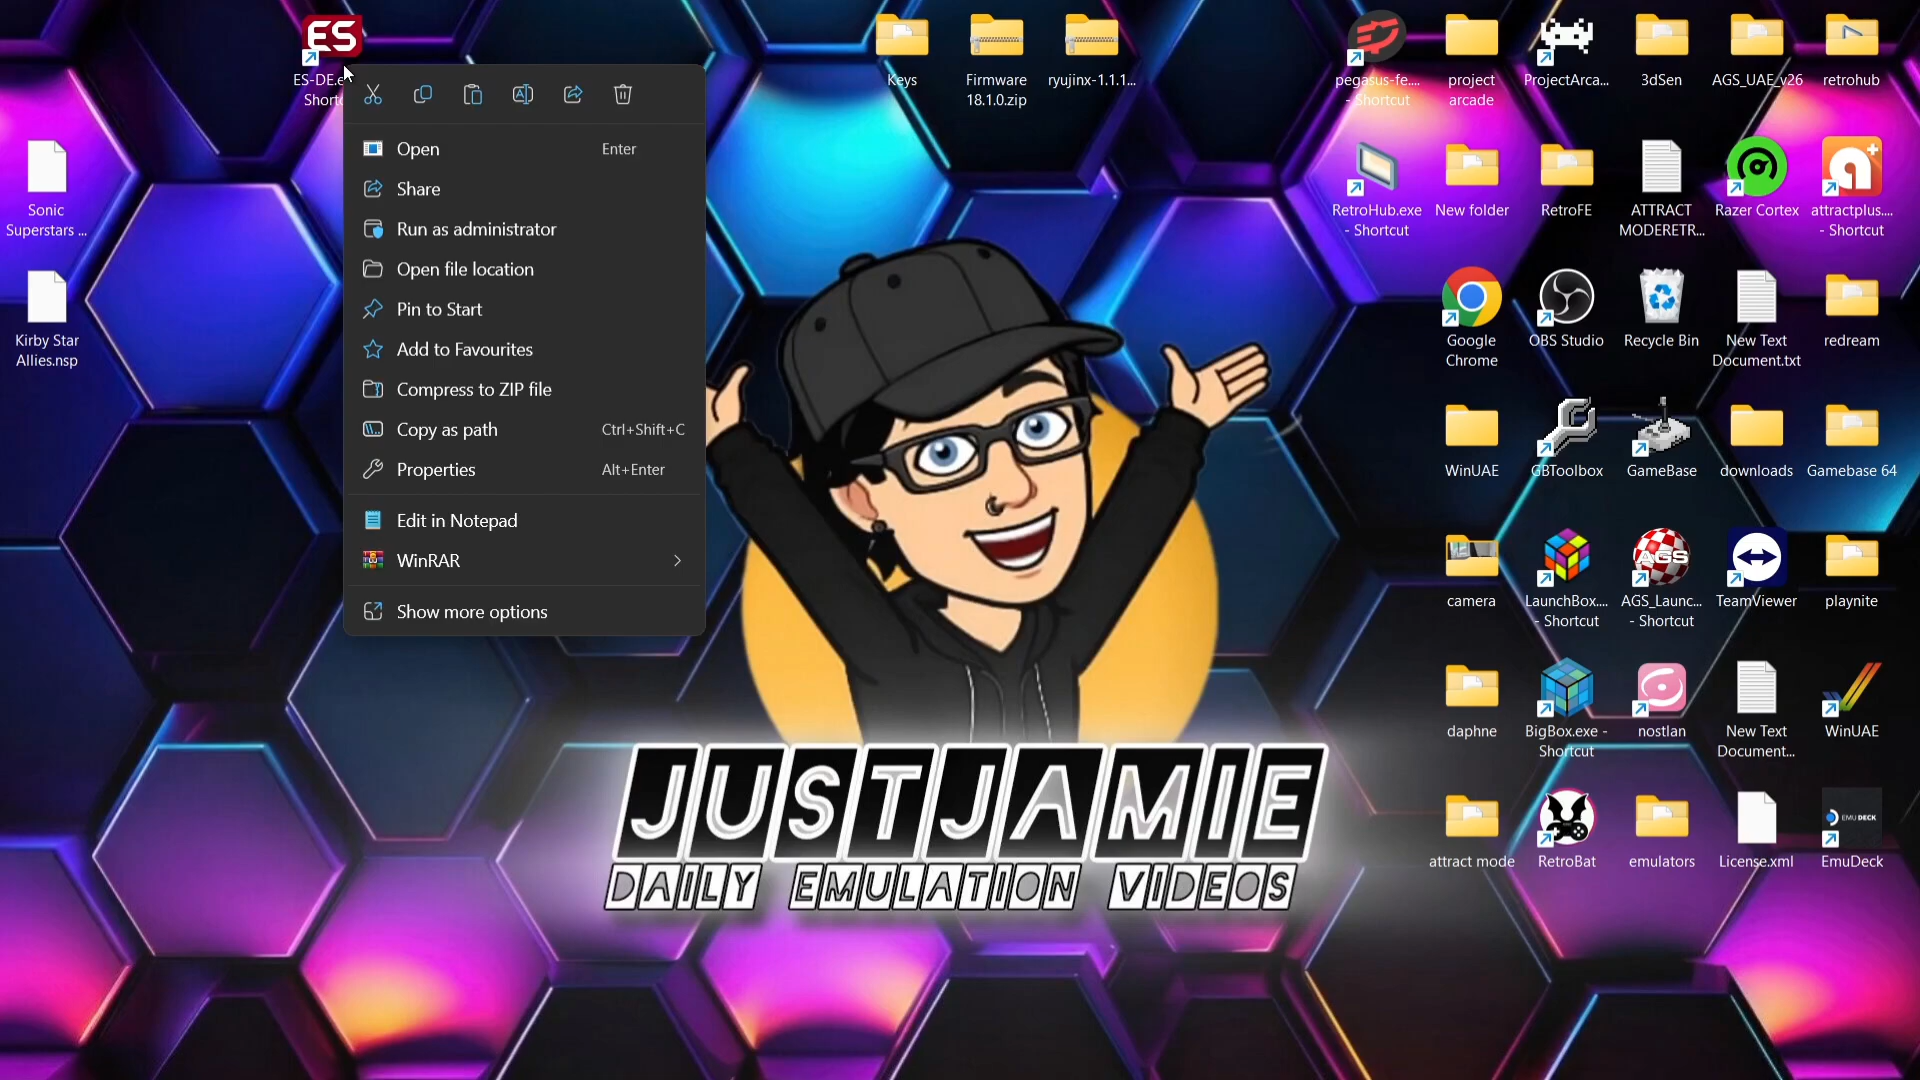 ES
ES-DE.e
Shortc
Open Enter
Share
Run as administrator
Open file location
Pin to Start
Add to Favourites
Compress to ZIP file
Copy as path Ctrl+Shift+C
Properties Alt+Enter
Edit in Notepad
WinRAR
Show more options
Sonic
Superstars ...
Kirby Star
Allies.nsp
Keys
Firmware
18.1.0.zip
ryujinx-1.1.1...
pegasus-fe....
- Shortcut
project
arcade
ProjectArca...
3dSen
AGS_UAE_v26
retrohub
RetroHub.exe
- Shortcut
New folder
RetroFE
ATTRACT
MODERETR...
Razer Cortex
attractplus....
- Shortcut
Google
Chrome
OBS Studio
Recycle Bin
New Text
Document.txt
redream
WinUAE
GBToolbox
GameBase
downloads
Gamebase 64
camera
LaunchBox....
- Shortcut
AGS
AGS_Launc...
- Shortcut
TeamViewer
playnite
daphne
BigBox.exe -
Shortcut
nostlan
New Text
Document...
WinUAE
attract mode
RetroBat
emulators
License.xml
EMU DECK
EmuDeck
JUSTJAMIE
DAILY EMULATION VIDEOS